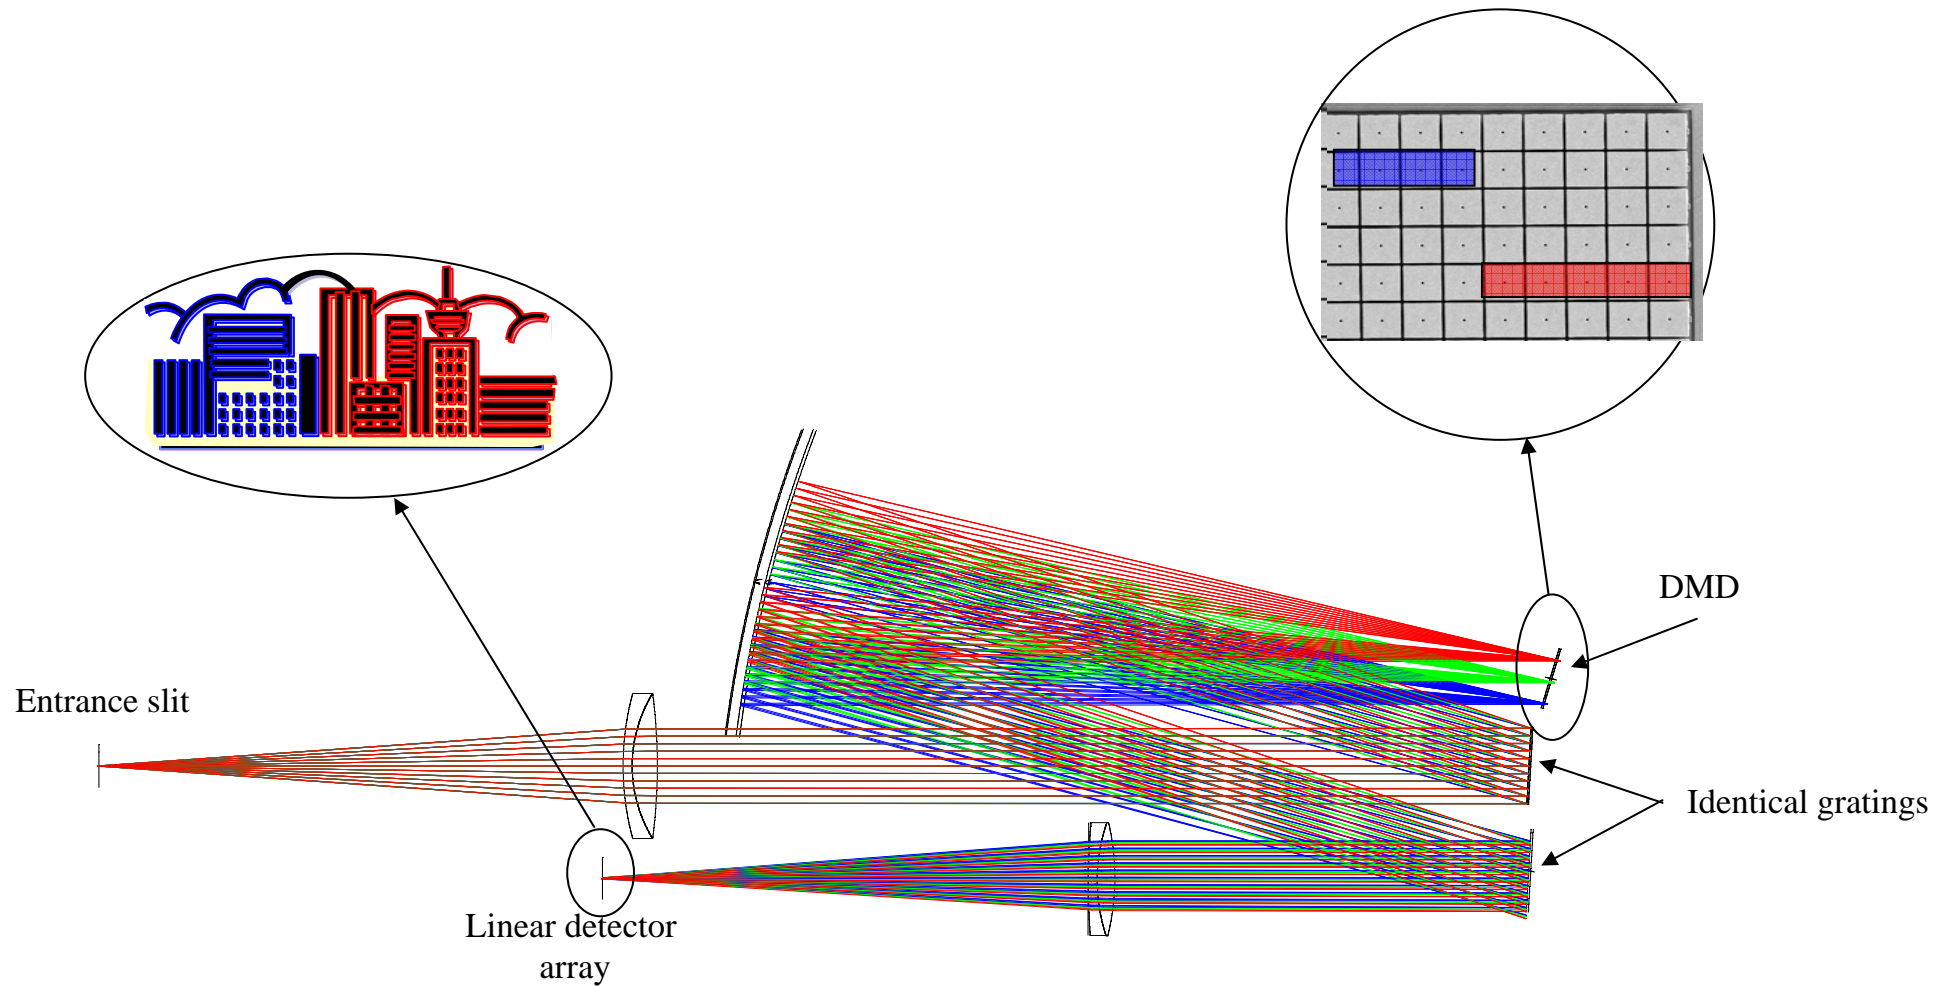 DMD
Entrance slit
Identical gratings
Linear detector
array